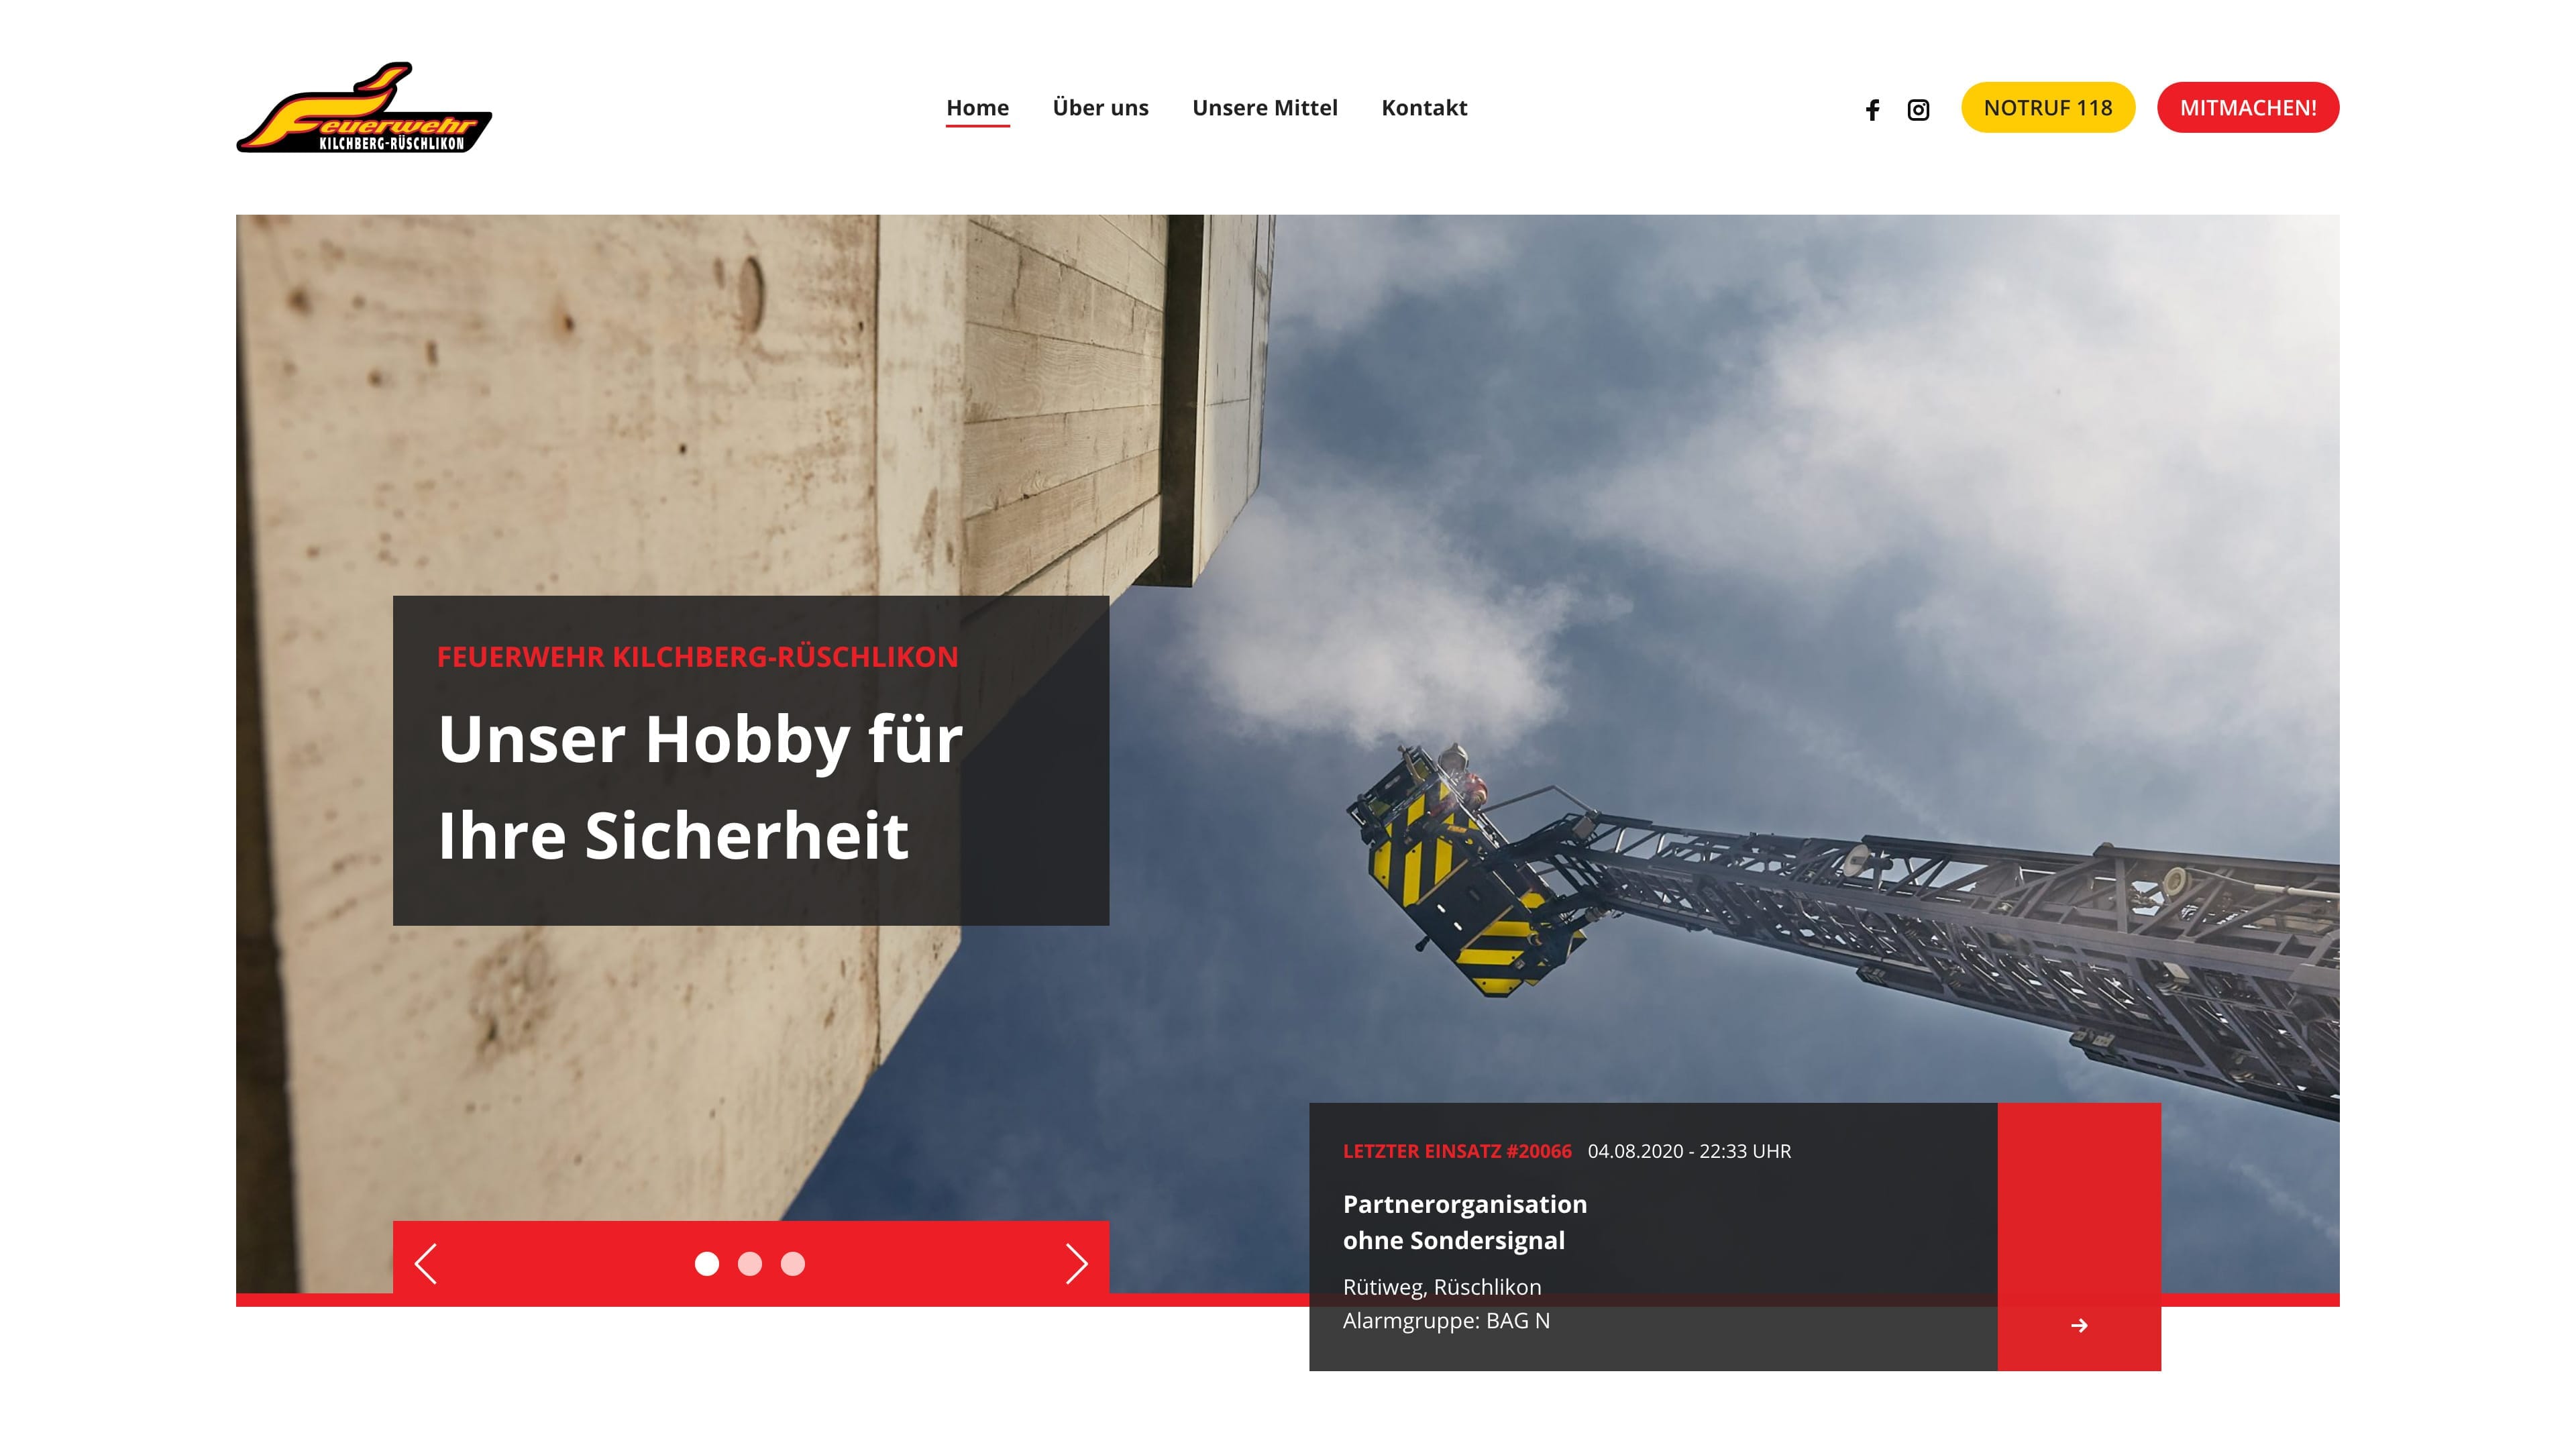 Feuerwehr
KILCHBERG-RÜSCHLIKON
Home
Über uns
Unsere Mittel
Kontakt
NOTRUF 118
MITMACHEN!
FEUERWEHR KILCHBERG-RÜSCHLIKON
Unser Hobby für
Ihre Sicherheit
LETZTER EINSATZ #20066 04.08.2020 - 22:33 UHR
Partnerorganisation
ohne Sondersignal
Rütiweg, Rüschlikon
Alarmgruppe: BAG N